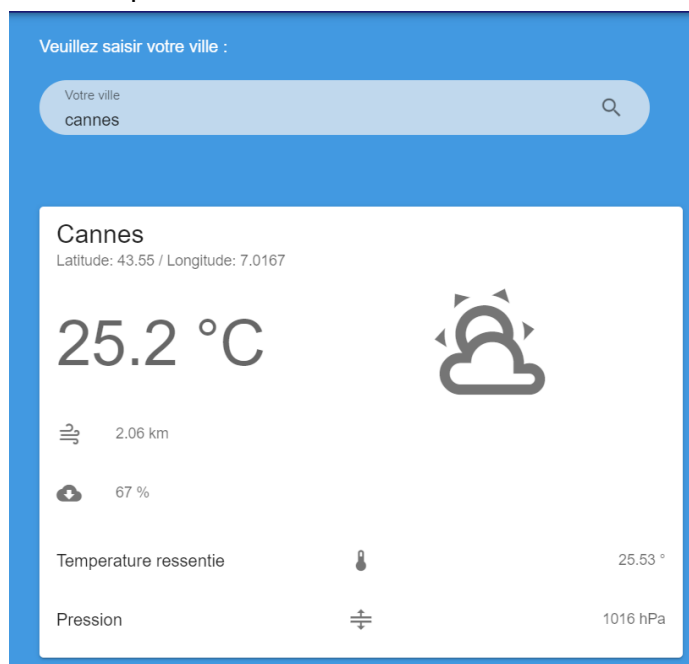 Veuillez saisir votre ville :
Votre ville
cannes
Cannes
Latitude: 43.55 / Longitude: 7.0167
25.2 °C
2.06 km
67 %
Temperature ressentie 25.53 °
Pression 1016 hPa